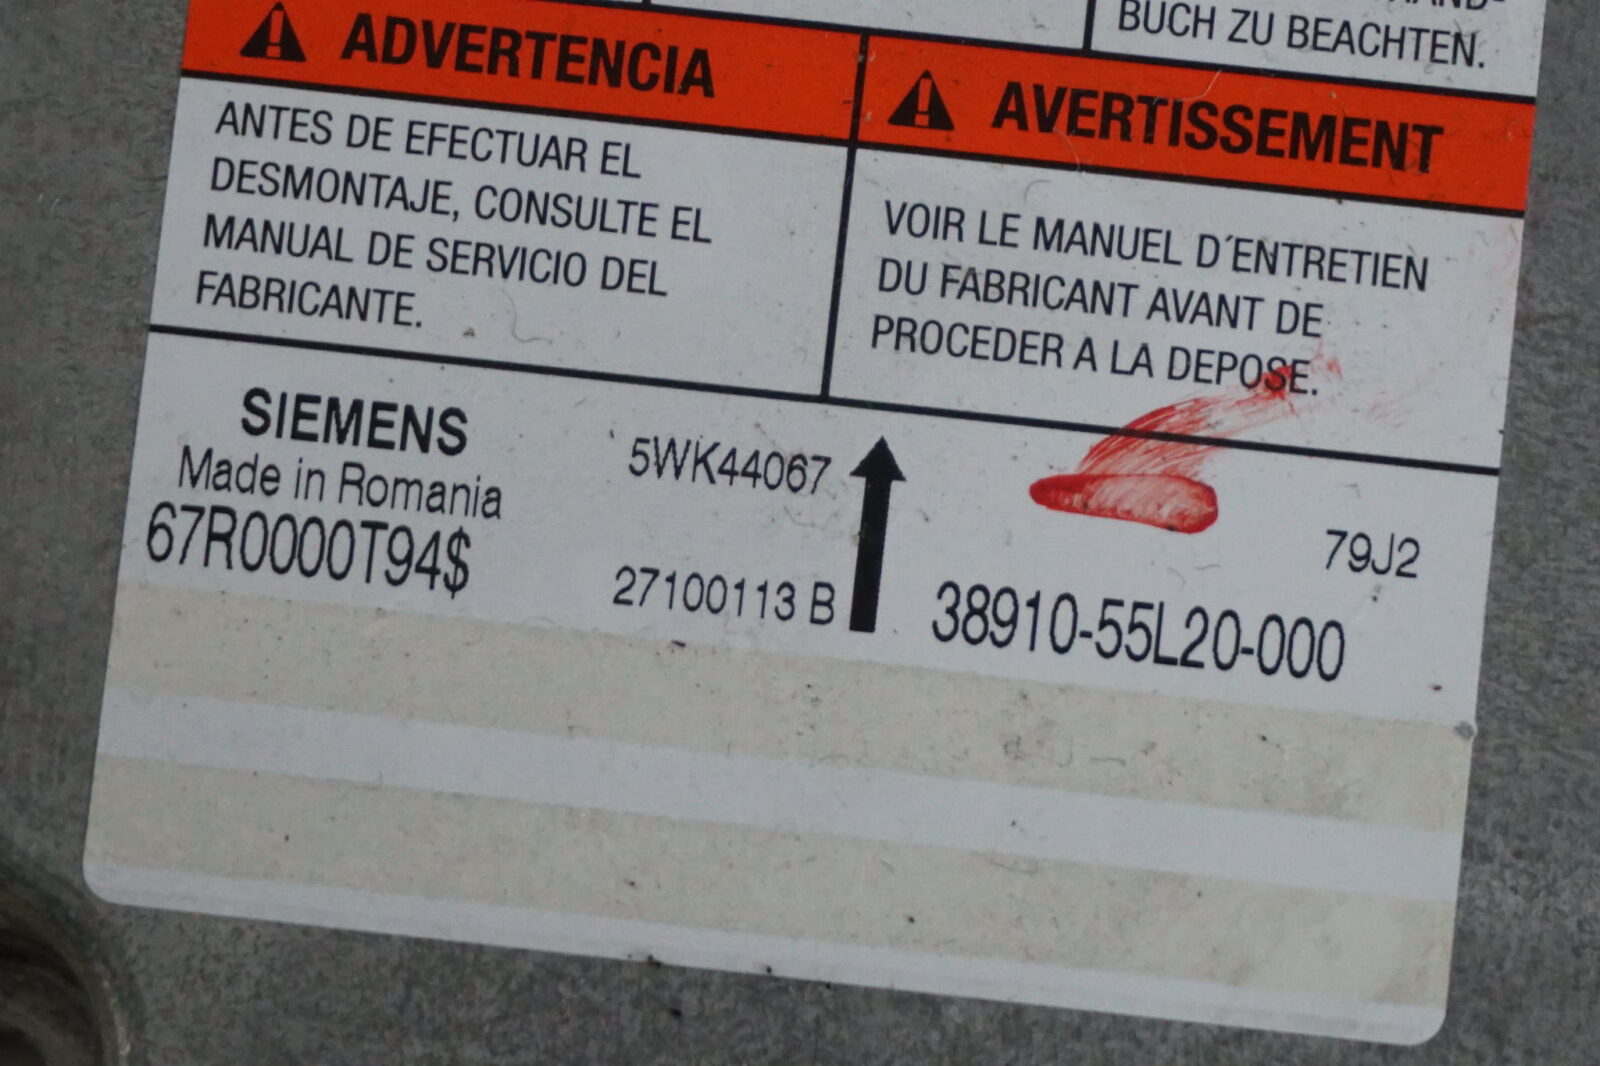 BUCH ZU BEACHTEN.
ADVERTENCIA
ANTES DE EFECTUAR EL
DESMONTAJE, CONSULTE EL
MANUAL DE SERVICIO DEL
FABRICANTE.
AVERTISSEMENT
VOIR LE MANUEL D´ENTRETIEN
DU FABRICANT AVANT DE
PROCEDER A LA DEPOSE.
SIEMENS
Made in Romania
67R0000T94$
5WK44067
27100113 B
79J2
38910-55L20-000